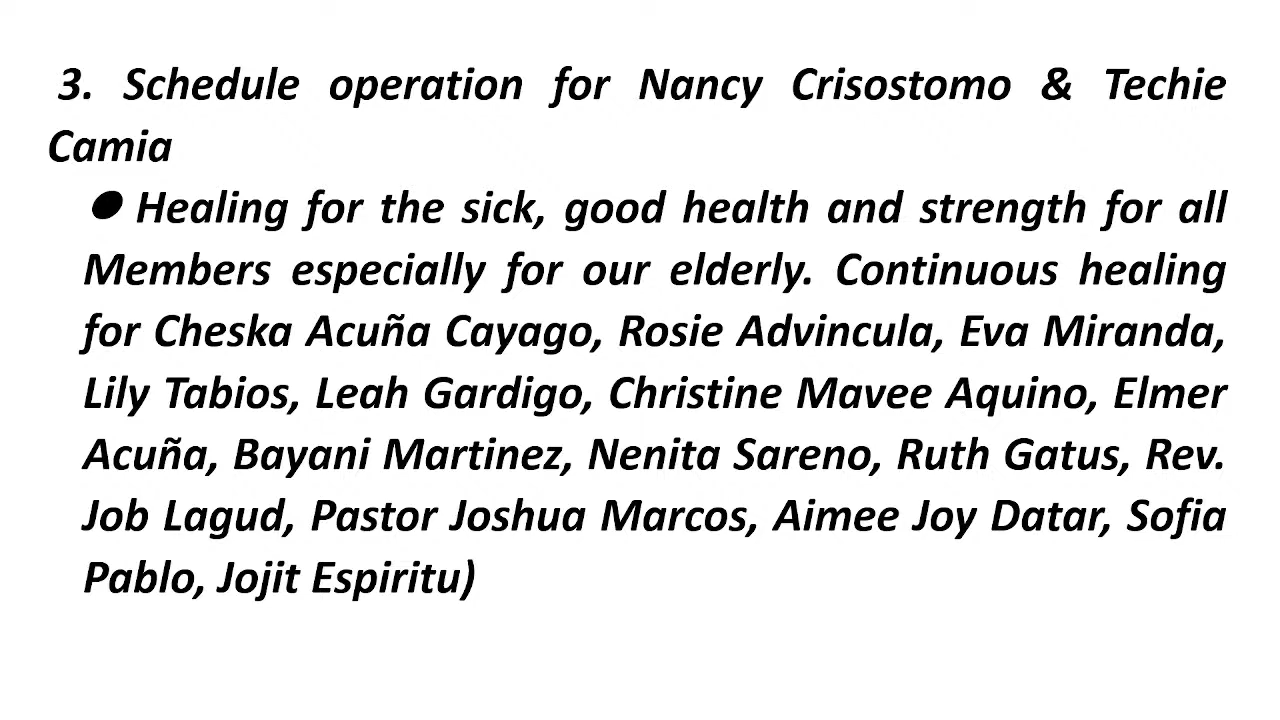 3. Schedule operation for Nancy Crisostomo & Techie
Camia
● Healing for the sick, good health and strength for all
Members especially for our elderly. Continuous healing
for Cheska Acuña Cayago, Rosie Advincula, Eva Miranda,
Lily Tabios, Leah Gardigo, Christine Mavee Aquino, Elmer
Acuña, Bayani Martinez, Nenita Sareno, Ruth Gatus, Rev.
Job Lagud, Pastor Joshua Marcos, Aimee Joy Datar, Sofia
Pablo, Jojit Espiritu)